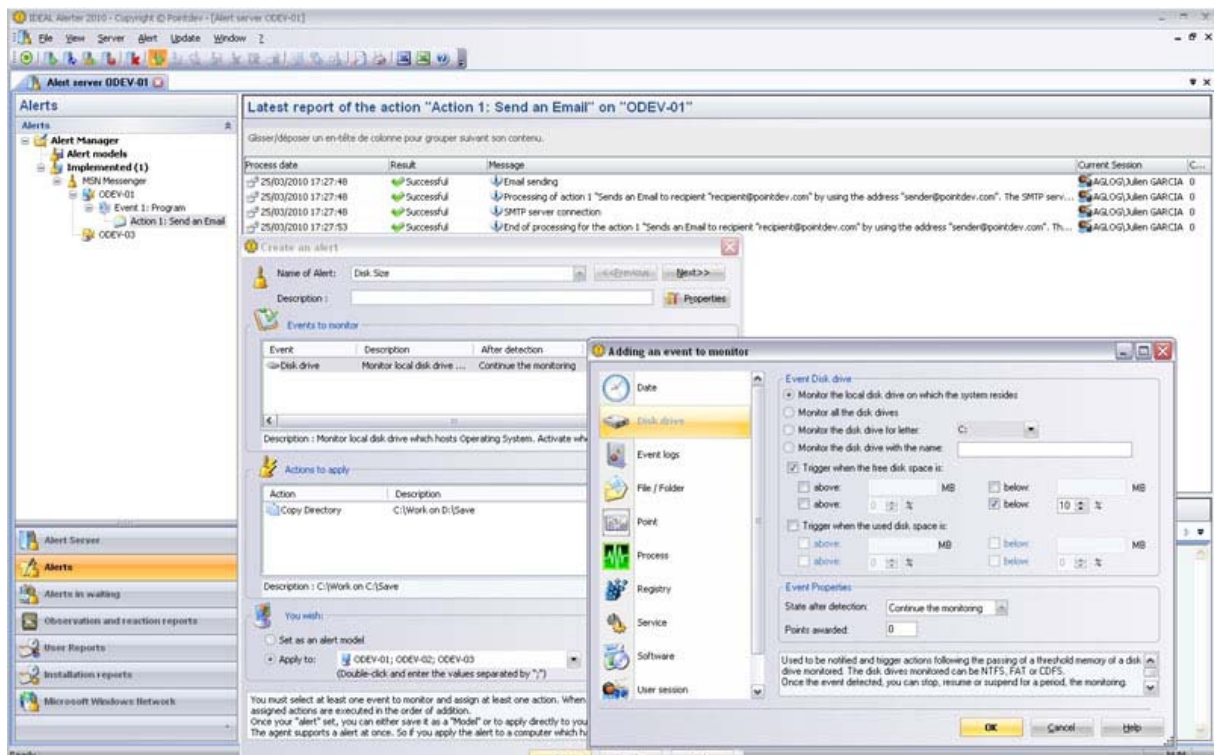 IDEAL Alerter 2010 - Copyright © Pointdev - [Alert server ODEV-01]
File View Server Alert Update Window ?
Alert server ODEV-01
Alerts
Alerts
Alert Manager
Alert models
Implemented (1)
MSN Messenger
ODEV-01
Event 1: Program
Action 1: Send an Email
ODEV-03
Alert Server
Alerts
Alerts in waiting
Observation and reaction reports
User Reports
Installation reports
Microsoft Windows Network
Ready
Latest report of the action "Action 1: Send an Email" on "ODEV-01"
Glisser/déposer un en-tête de colonne pour grouper suivant son contenu.
Process date Result Message Current Session C...
25/03/2010 17:27:48 Successful Email sending AGLOG\Julien GARCIA 0
25/03/2010 17:27:48 Successful Processing of action 1 "Sends an Email to recipient "recipient@pointdev.com" by using the address "sender@pointdev.com". The SMTP serv... AGLOG\Julien GARCIA 0
25/03/2010 17:27:48 Successful SMTP server connection AGLOG\Julien GARCIA 0
25/03/2010 17:27:53 Successful End of processing for the action 1 "Sends an Email to recipient "recipient@pointdev.com" by using the address "sender@pointdev.com". Th... AGLOG\Julien GARCIA 0
Create an alert
Name of Alert: Disk Size <<Previous Next>>
Description : Properties
Events to monitor
Event Description After detection
Disk drive Monitor local disk drive ... Continue the monitoring
Description : Monitor local disk drive which hosts Operating System. Activate whe
Actions to apply
Action Description
Copy Directory C:\Work on D:\Save
Description : C:\Work on C:\Save
You wish:
Set as an alert model
Apply to: ODEV-01; ODEV-02; ODEV-03
(Double-click and enter the values separated by ";")
You must select at least one event to monitor and assign at least one action. When
assigned actions are executed in the order of addition.
Once your "alert" set, you can either save it as a "Model" or to apply directly to you
The agent supports a alert at once. So if you apply the alert to a computer which h
Adding an event to monitor
Date
Disk drive
Event logs
File / Folder
Point
Process
Registry
Service
Software
User session
Event Disk drive
Monitor the local disk drive on which the system resides
Monitor all the disk drives
Monitor the disk drive for letter: C:
Monitor the disk drive with the name:
Trigger when the free disk space is:
above: MB below: MB
above: 0 % below: 10 %
Trigger when the used disk space is:
above: MB below: MB
above: 0 % below: 0 %
Event Properties
State after detection: Continue the monitoring
Points awarded: 0
Used to be notified and trigger actions following the passing of a threshold memory of a disk
drive monitored. The disk drives monitored can be NTFS, FAT or CDFS.
Once the event detected, you can stop, resume or suspend for a period, the monitoring.
OK Cancel Help